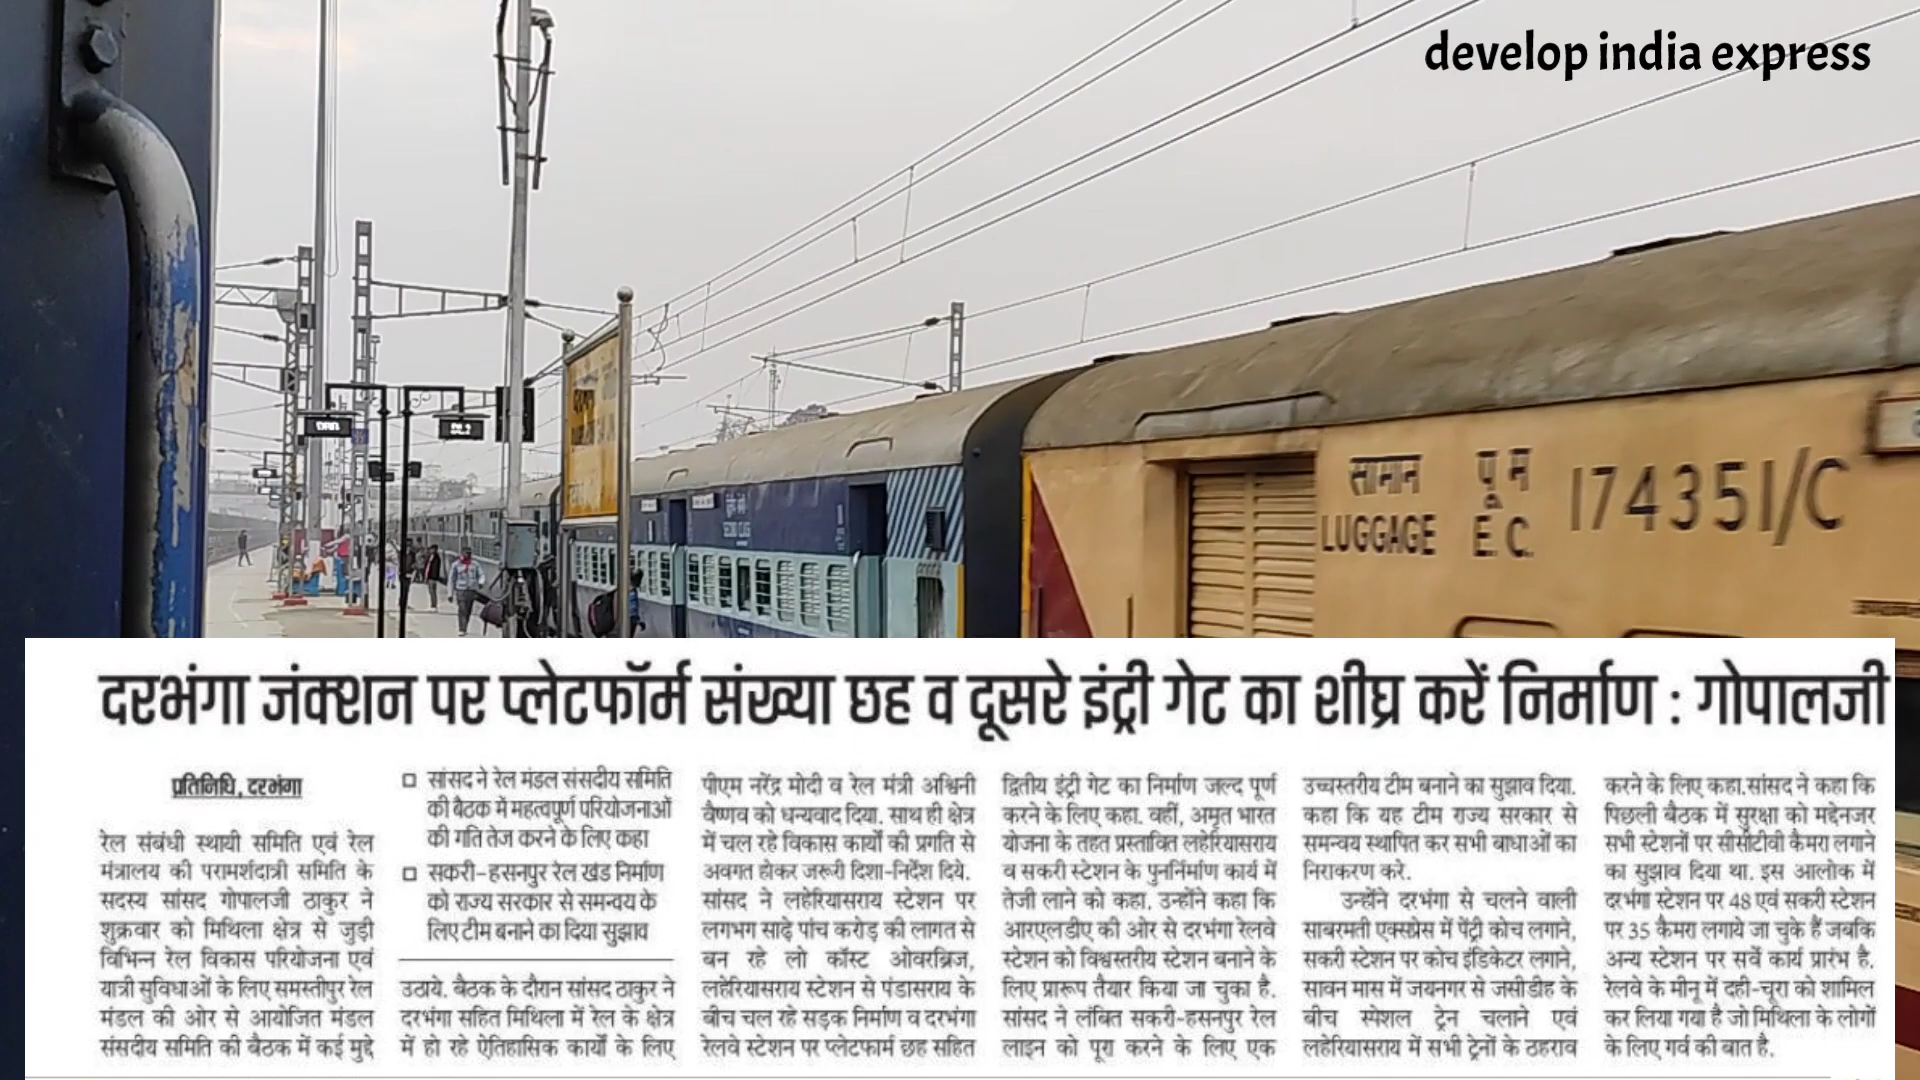 develop india express
DBG
सामान पू म 174351/C
LUGGAGE E.C.
SECOND CLASS
दरभंगा जंक्शन पर प्लेटफॉर्म संख्या छह व दूसरे इंट्री गेट का शीघ्र करें निर्माण : गोपालजी
प्रतिनिधि, दरभंगा
रेल संबंधी स्थायी समिति एवं रेल
मंत्रालय की परामर्शदात्री समिति के
सदस्य सांसद गोपालजी ठाकुर ने
शुक्रवार को मिथिला क्षेत्र से जुड़ी
विभिन्न रेल विकास परियोजना एवं
यात्री सुविधाओं के लिए समस्तीपुर रेल
मंडल की ओर से आयोजित मंडल
संसदीय समिति की बैठक में कई मुद्दे
सांसद ने रेल मंडल संसदीय समिति
की बैठक में महत्वपूर्ण परियोजनाओं
की गति तेज करने के लिए कहा
सकरी-हसनपुर रेल खंड निर्माण
को राज्य सरकार से समन्वय के
लिए टीम बनाने का दिया सुझाव
उठाये. बैठक के दौरान सांसद ठाकुर ने
दरभंगा सहित मिथिला में रेल के क्षेत्र
में हो रहे ऐतिहासिक कार्यों के लिए
पीएम नरेंद्र मोदी व रेल मंत्री अश्विनी
वैष्णव को धन्यवाद दिया. साथ ही क्षेत्र
में चल रहे विकास कार्यों की प्रगति से
अवगत होकर जरूरी दिशा-निर्देश दिये.
सांसद ने लहेरियासराय स्टेशन पर
लगभग साढ़े पांच करोड़ की लागत से
बन रहे लो कॉस्ट ओवरब्रिज,
लहेरियासराय स्टेशन से पंडासराय के
बीच चल रहे सड़क निर्माण व दरभंगा
रेलवे स्टेशन पर प्लेटफार्म छह सहित
द्वितीय इंट्री गेट का निर्माण जल्द पूर्ण
करने के लिए कहा. वहीं, अमृत भारत
योजना के तहत प्रस्तावित लहेरियासराय
व सकरी स्टेशन के पुनर्निर्माण कार्य में
तेजी लाने को कहा. उन्होंने कहा कि
आरएलडीए की ओर से दरभंगा रेलवे
स्टेशन को विश्वस्तरीय स्टेशन बनाने के
लिए प्रारूप तैयार किया जा चुका है.
सांसद ने लंबित सकरी-हसनपुर रेल
लाइन को पूरा करने के लिए एक
उच्चस्तरीय टीम बनाने का सुझाव दिया.
कहा कि यह टीम राज्य सरकार से
समन्वय स्थापित कर सभी बाधाओं का
निराकरण करे.
उन्होंने दरभंगा से चलने वाली
साबरमती एक्सप्रेस में पेंट्री कोच लगाने,
सकरी स्टेशन पर कोच इंडिकेटर लगाने,
सावन मास में जयनगर से जसीडीह के
बीच स्पेशल ट्रेन चलाने एवं
लहेरियासराय में सभी ट्रेनों के ठहराव
करने के लिए कहा.सांसद ने कहा कि
पिछली बैठक में सुरक्षा को मद्देनजर
सभी स्टेशनों पर सीसीटीवी कैमरा लगाने
का सुझाव दिया था. इस आलोक में
दरभंगा स्टेशन पर 48 एवं सकरी स्टेशन
पर 35 कैमरा लगाये जा चुके हैं जबकि
अन्य स्टेशन पर सर्वे कार्य प्रारंभ है.
रेलवे के मीनू में दही-चूरा को शामिल
कर लिया गया है जो मिथिला के लोगों
के लिए गर्व की बात है.